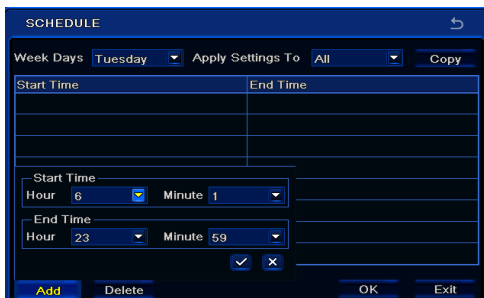 SCHEDULE
Week Days Tuesday Apply Settings To All Copy
Start Time End Time
Start Time
Hour 6 Minute 1
End Time
Hour 23 Minute 59
Add Delete OK Exit